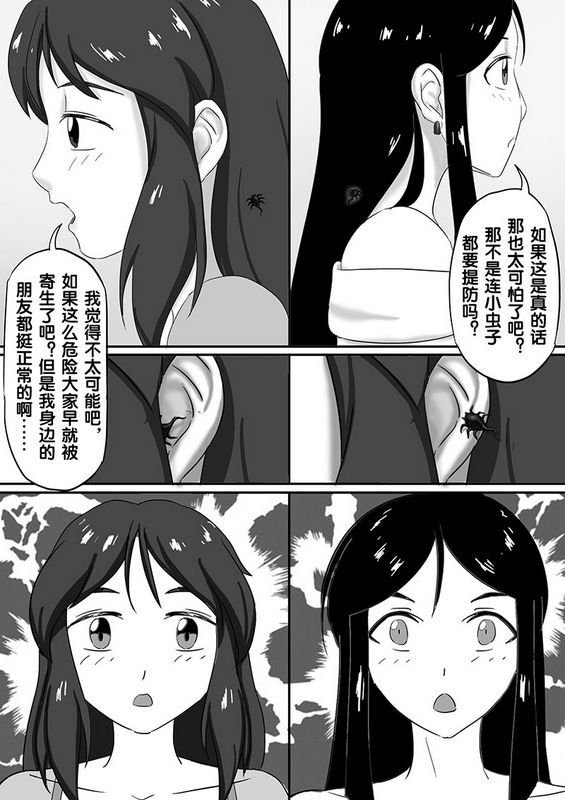 如果这是真的话
那也太可怕了吧?
那不是连小虫子
都要提防吗?
我觉得不太可能吧,
如果这么危险大家早就被
寄生了吧?但是我身边的
朋友都挺正常的啊……